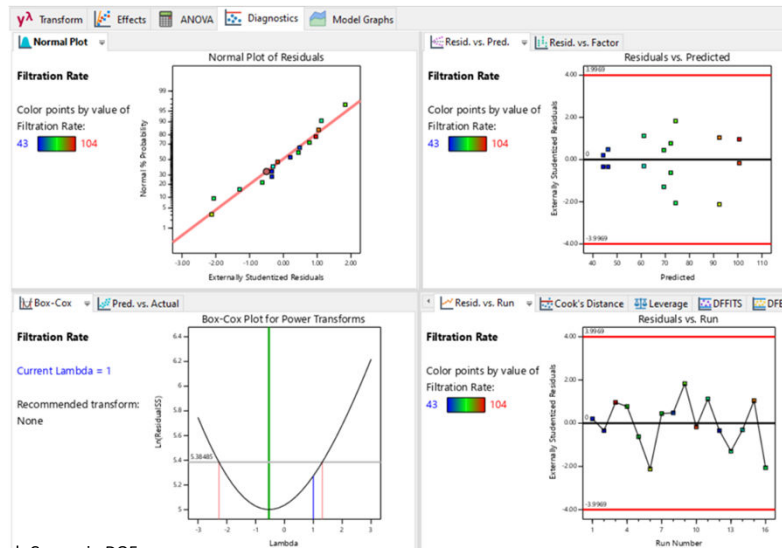 yλ Transform Effects ANOVA Diagnostics Model Graphs
Normal Plot
Normal Plot of Residuals
Filtration Rate
Color points by value of
Filtration Rate:
43 104
Normal % Probability
99
95
90
80
70
50
30
20
10
5
1
-3.00 -2.00 -1.00 0.00 1.00 2.00
Externally Studentized Residuals
Resid. vs. Pred. Resid. vs. Factor
Residuals vs. Predicted
Filtration Rate
Color points by value of
Filtration Rate:
43 104
Externally Studentized Residuals
4.00
3.9969
2.00
0.00
0
-2.00
-4.00
-3.9969
40 50 60 70 80 90 100 110
Predicted
Box-Cox Pred. vs. Actual
Box-Cox Plot for Power Transforms
Filtration Rate
Current Lambda = 1
Recommended transform:
None
Ln(ResidualSS)
6.4
6.2
6
5.8
5.6
5.4
5.38485
5.2
5
-3 -2 -1 0 1 2 3
Lambda
Resid. vs. Run Cook's Distance Leverage DFFITS DFE
Residuals vs. Run
Filtration Rate
Color points by value of
Filtration Rate:
43 104
Externally Studentized Residuals
4.00
3.9969
2.00
0.00
0
-2.00
-4.00
-3.9969
1 4 7 10 13 16
Run Number